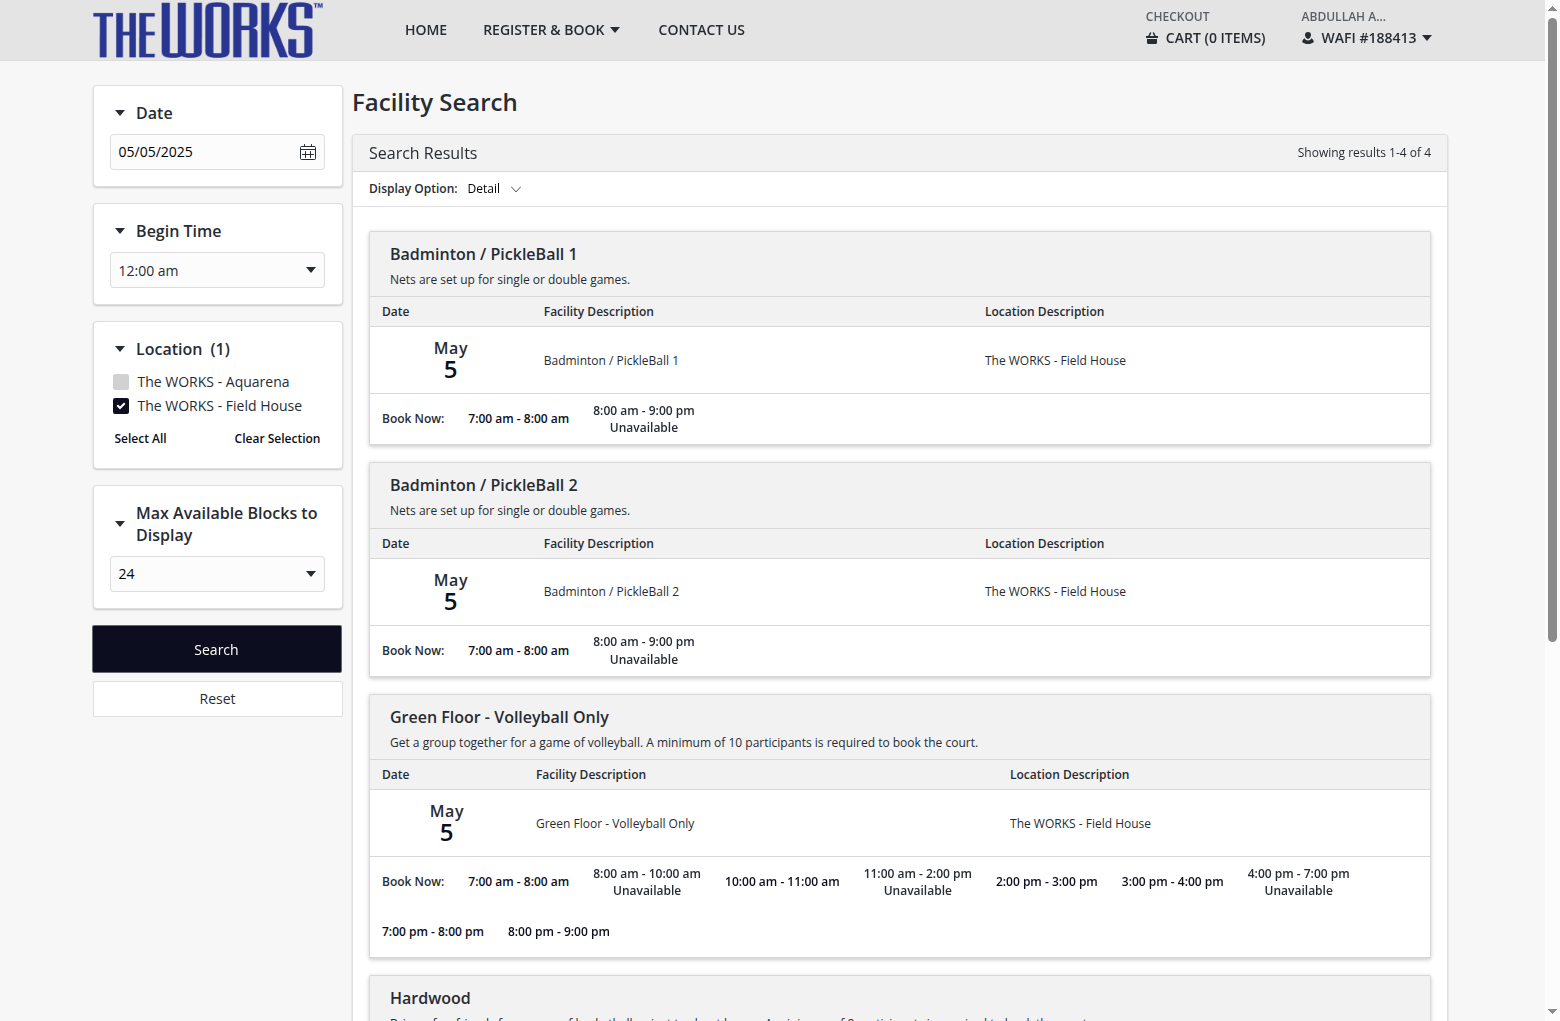 THE WORKS™
HOME
REGISTER & BOOK
CONTACT US
CHECKOUT
CART (0 ITEMS)
ABDULLAH A...
WAFI #188413
Date
05/05/2025
Begin Time
12:00 am
Location (1)
The WORKS - Aquarena
The WORKS - Field House
Select All
Clear Selection
Max Available Blocks to
Display
24
Search
Reset
Facility Search
Search Results
Showing results 1-4 of 4
Display Option: Detail
Badminton / PickleBall 1
Nets are set up for single or double games.
Date
Facility Description
Location Description
May
5
Badminton / PickleBall 1
The WORKS - Field House
Book Now:
7:00 am - 8:00 am
8:00 am - 9:00 pm
Unavailable
Badminton / PickleBall 2
Nets are set up for single or double games.
Date
Facility Description
Location Description
May
5
Badminton / PickleBall 2
The WORKS - Field House
Book Now:
7:00 am - 8:00 am
8:00 am - 9:00 pm
Unavailable
Green Floor - Volleyball Only
Get a group together for a game of volleyball. A minimum of 10 participants is required to book the court.
Date
Facility Description
Location Description
May
5
Green Floor - Volleyball Only
The WORKS - Field House
Book Now:
7:00 am - 8:00 am
8:00 am - 10:00 am
Unavailable
10:00 am - 11:00 am
11:00 am - 2:00 pm
Unavailable
2:00 pm - 3:00 pm
3:00 pm - 4:00 pm
4:00 pm - 7:00 pm
Unavailable
7:00 pm - 8:00 pm
8:00 pm - 9:00 pm
Hardwood